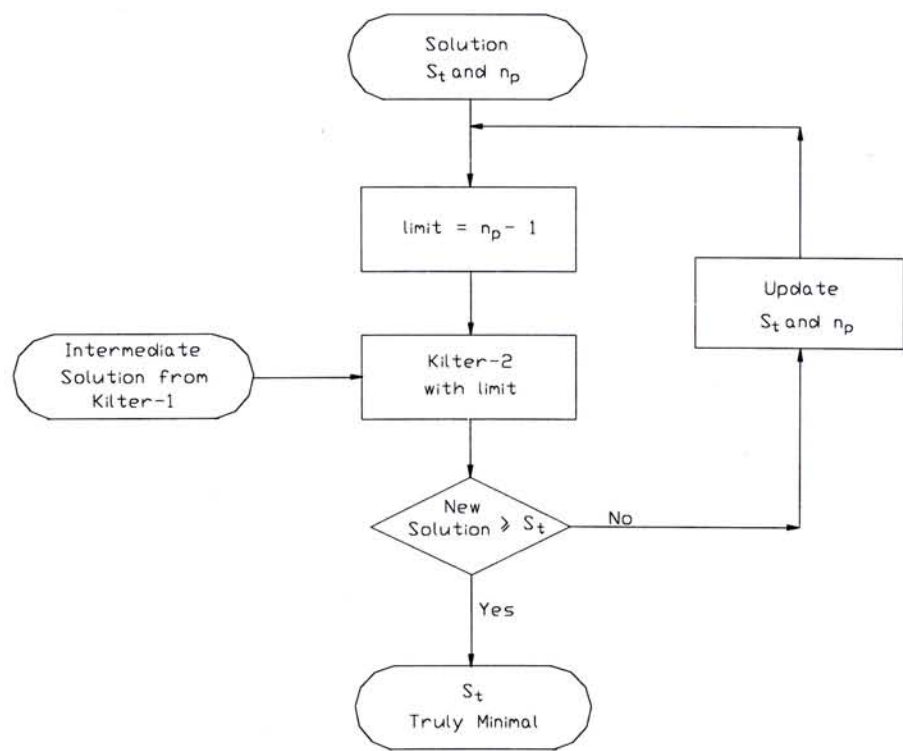 Solution
Sₜ and nₚ
limit = nₚ - 1
Update
Sₜ and nₚ
Intermediate
Solution from
Kilter-1
Kilter-2
with limit
New
Solution ⩾ Sₜ
No
Yes
Sₜ
Truly Minimal